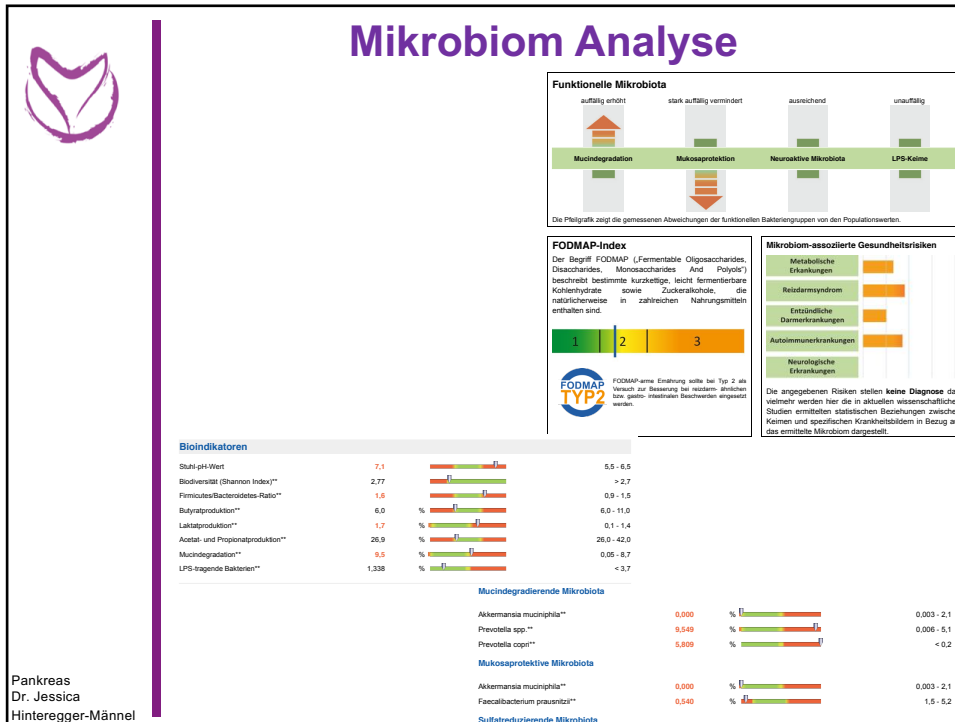 Mikrobiom Analyse
Funktionelle Mikrobiota
auffällig erhöht stark auffällig vermindert ausreichend unauffällig
Mucindegradation Mukosaprotektion Neuroaktive Mikrobiota LPS-Keime
Die Pfeilgrafik zeigt die gemessenen Abweichungen der funktionellen Bakteriengruppen von den Populationswerten.
FODMAP-Index
Der Begriff FODMAP („Fermentable Oligosaccharides,
Disaccharides, Monosaccharides And Polyols")
beschreibt bestimmte kurzkettige, leicht fermentierbare
Kohlenhydrate sowie Zuckeralkohole, die
natürlicherweise in zahlreichen Nahrungsmitteln
enthalten sind.
1 2 3
FODMAP
TYP2
FODMAP-arme Ernährung sollte bei Typ 2 als
Versuch zur Besserung bei reizdarm- ähnlichen
bzw. gastro- intestinalen Beschwerden eingesetzt
werden.
Mikrobiom-assoziierte Gesundheitsrisiken
Metabolische
Erkankungen
Reizdarmsyndrom
Entzündliche
Darmerkrankungen
Autoimmunerkrankungen
Neurologische
Erkrankungen
Die angegebenen Risiken stellen keine Diagnose da
vielmehr werden hier die in aktuellen wissenschaftliche
Studien ermittelten statistischen Beziehungen zwische
Keimen und spezifischen Krankheitsbildern in Bezug a
das ermittelte Mikrobiom dargestellt.
Bioindikatoren
Stuhl-pH-Wert 7,1 5,5 - 6,5
Biodiversität (Shannon Index)** 2,77 > 2,7
Firmicutes/Bacteroidetes-Ratio** 1,6 0,9 - 1,5
Butyratproduktion** 6,0 % 6,0 - 11,0
Laktatproduktion** 1,7 % 0,1 - 1,4
Acetat- und Propionatproduktion** 26,9 % 26,0 - 42,0
Mucindegradation** 9,5 % 0,05 - 8,7
LPS-tragende Bakterien** 1,338 % < 3,7
Mucindegradierende Mikrobiota
Akkermansia muciniphila** 0,000 % 0,003 - 2,1
Prevotella spp.** 9,549 % 0,006 - 5,1
Prevotella copri** 5,809 % < 0,2
Mukosaprotektive Mikrobiota
Akkermansia muciniphila** 0,000 % 0,003 - 2,1
Faecalibacterium prausnitzii** 0,540 % 1,5 - 5,2
Sulfatreduzierende Mikrobiota
Pankreas
Dr. Jessica
Hinteregger-Männel